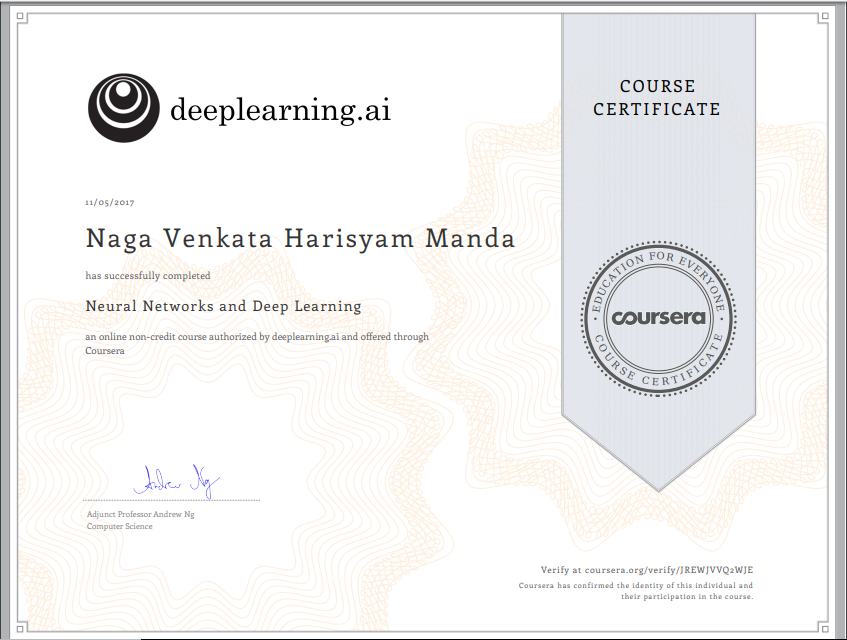 deeplearning.ai
COURSE
CERTIFICATE
11/05/2017
Naga Venkata Harisyam Manda
has successfully completed
Neural Networks and Deep Learning
an online non-credit course authorized by deeplearning.ai and offered through
Coursera
EDUCATION FOR EVERYONE
coursera
COURSE CERTIFICATE
Andrew Ng
Adjunct Professor Andrew Ng
Computer Science
Verify at coursera.org/verify/JREWJVVQ2WJE
Coursera has confirmed the identity of this individual and
their participation in the course.